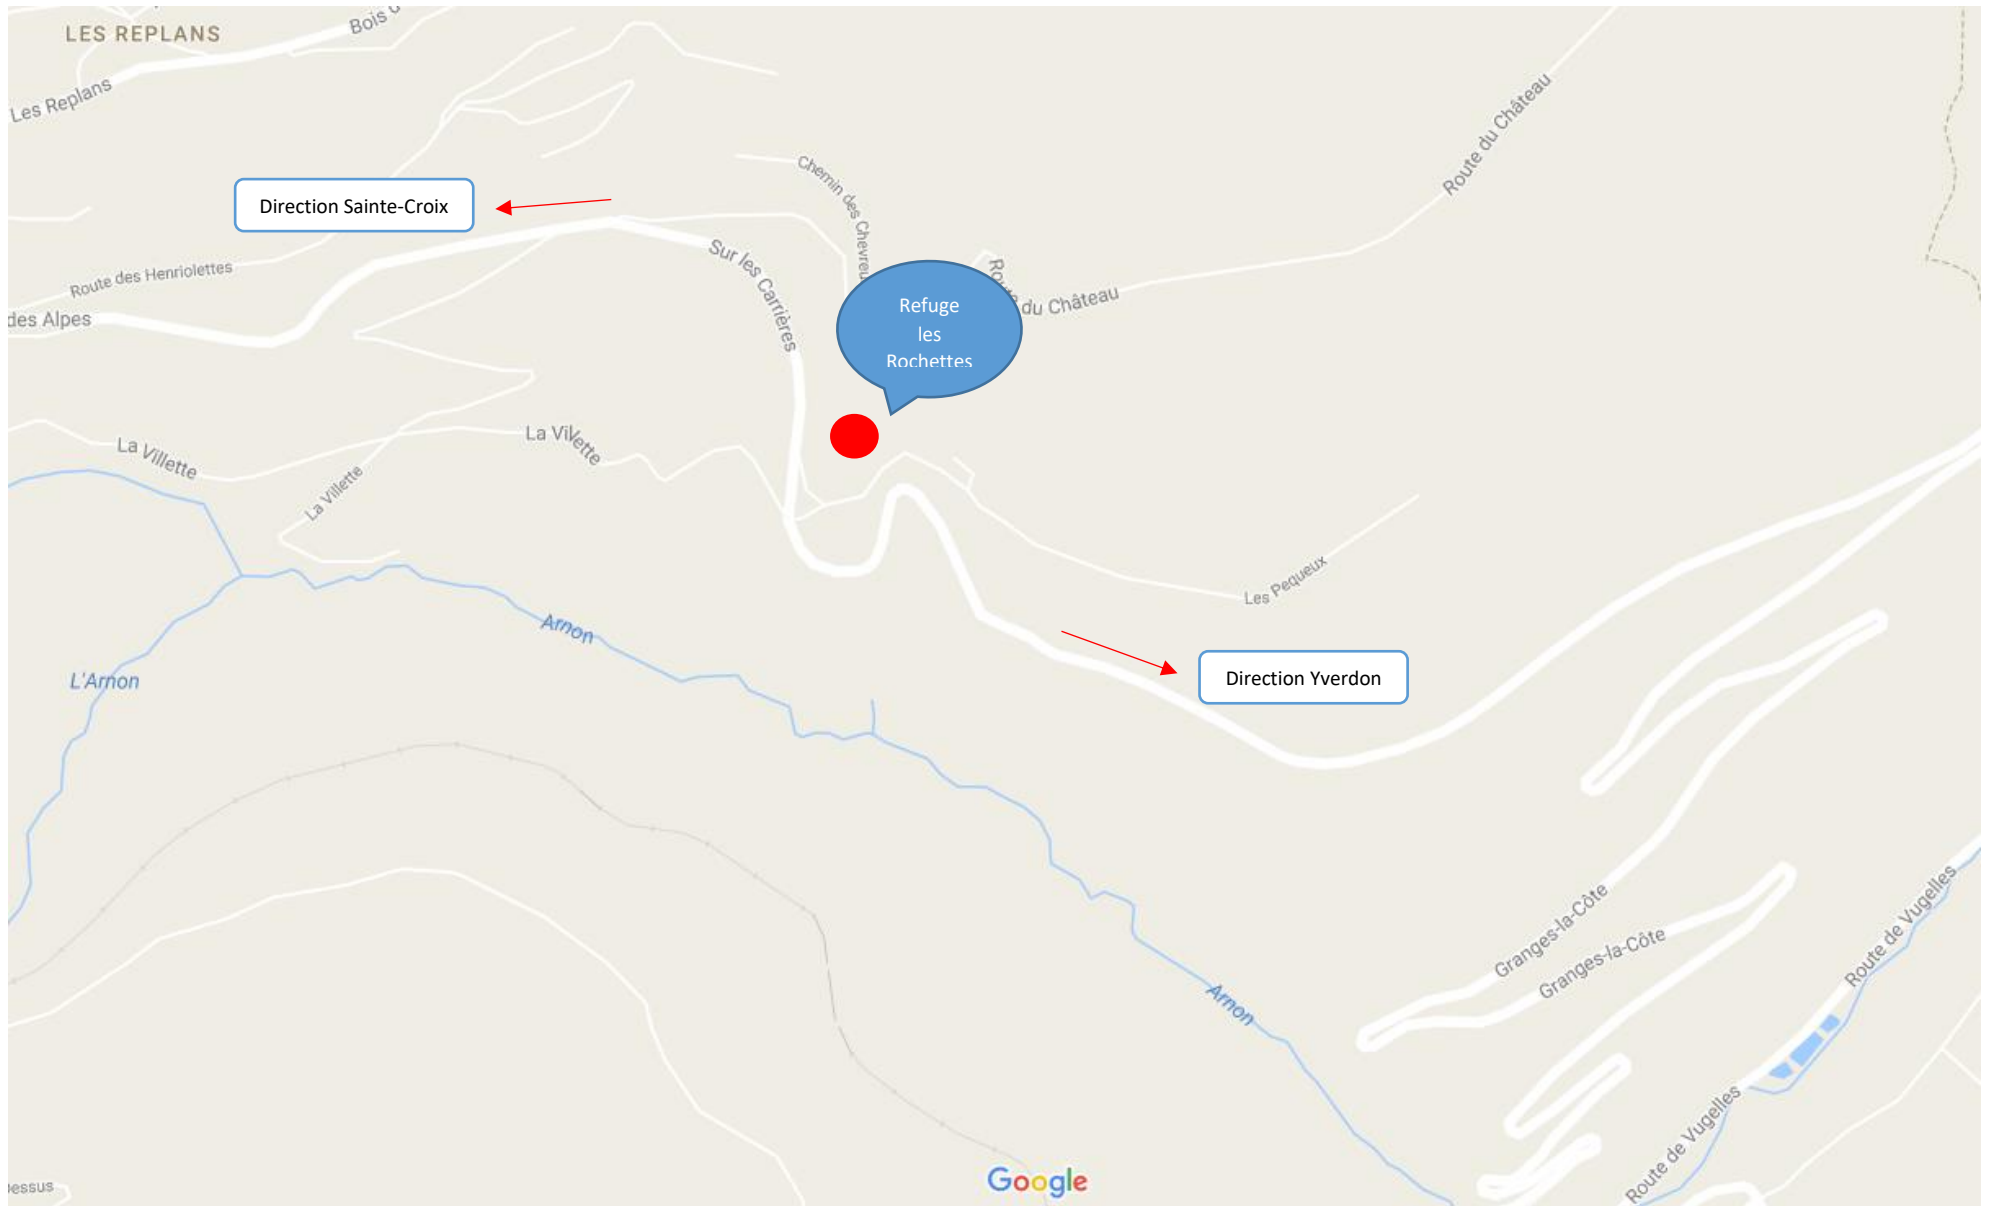 LES REPLANS
Bois d
Les Replans
Route du Château
Chemin des Chevreu
Direction Sainte-Croix
Sur les Carrières
Route des Henriolettes
Route du Château
des Alpes
Refuge
les
Rochettes
La Villette
La Villette
La Villette
Les Pequeux
Arnon
L'Arnon
Direction Yverdon
Granges-la-Côte
Granges-la-Côte
Route de Vugelles
Arnon
Route de Vugelles
Google
essus